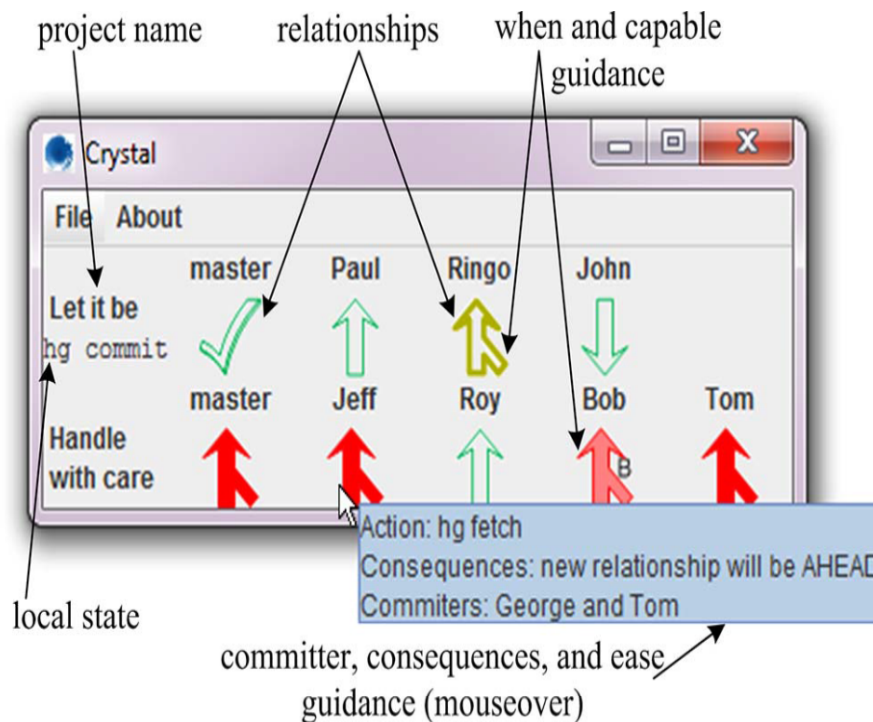 project name
relationships
when and capable
guidance
Crystal
File About
master Paul Ringo John
Let it be
hg commit
master Jeff Roy Bob Tom
Handle
with care
B
Action: hg fetch
Consequences: new relationship will be AHEAD
Commiters: George and Tom
local state
committer, consequences, and ease
guidance (mouseover)